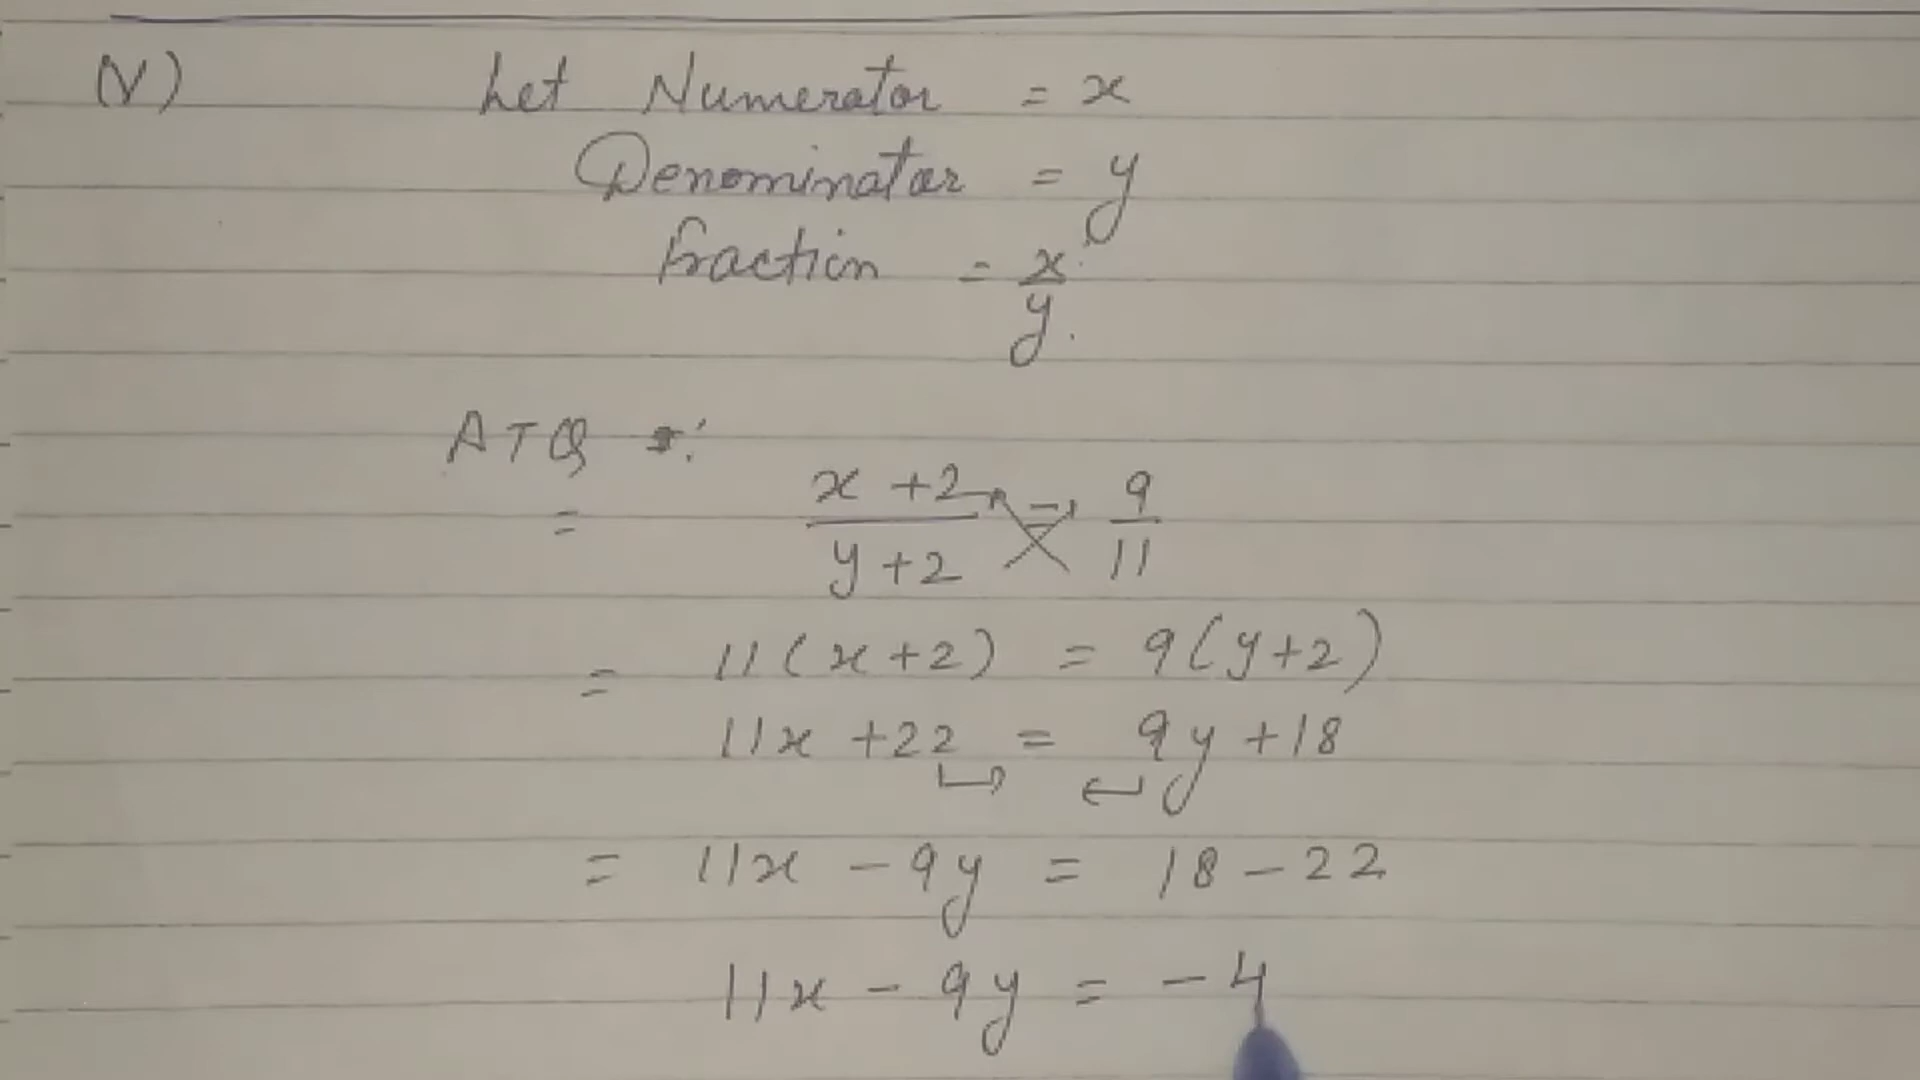 (V) Let Numerator = x
Denominator = y
fraction = x/y.
ATQ :
= x+2/y+2 = 9/11
= 11(x+2) = 9(y+2)
11x +22 = 9y +18
= 11x - 9y = 18 - 22
11x - 9y = -4